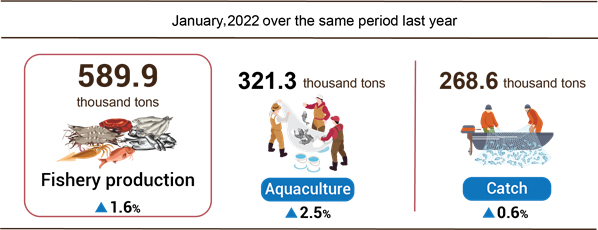 January,2022 over the same period last year
589.9
thousand tons
Fishery production
▲1.6%
321.3 thousand tons
Aquaculture
▲2.5%
268.6 thousand tons
Catch
▲0.6%